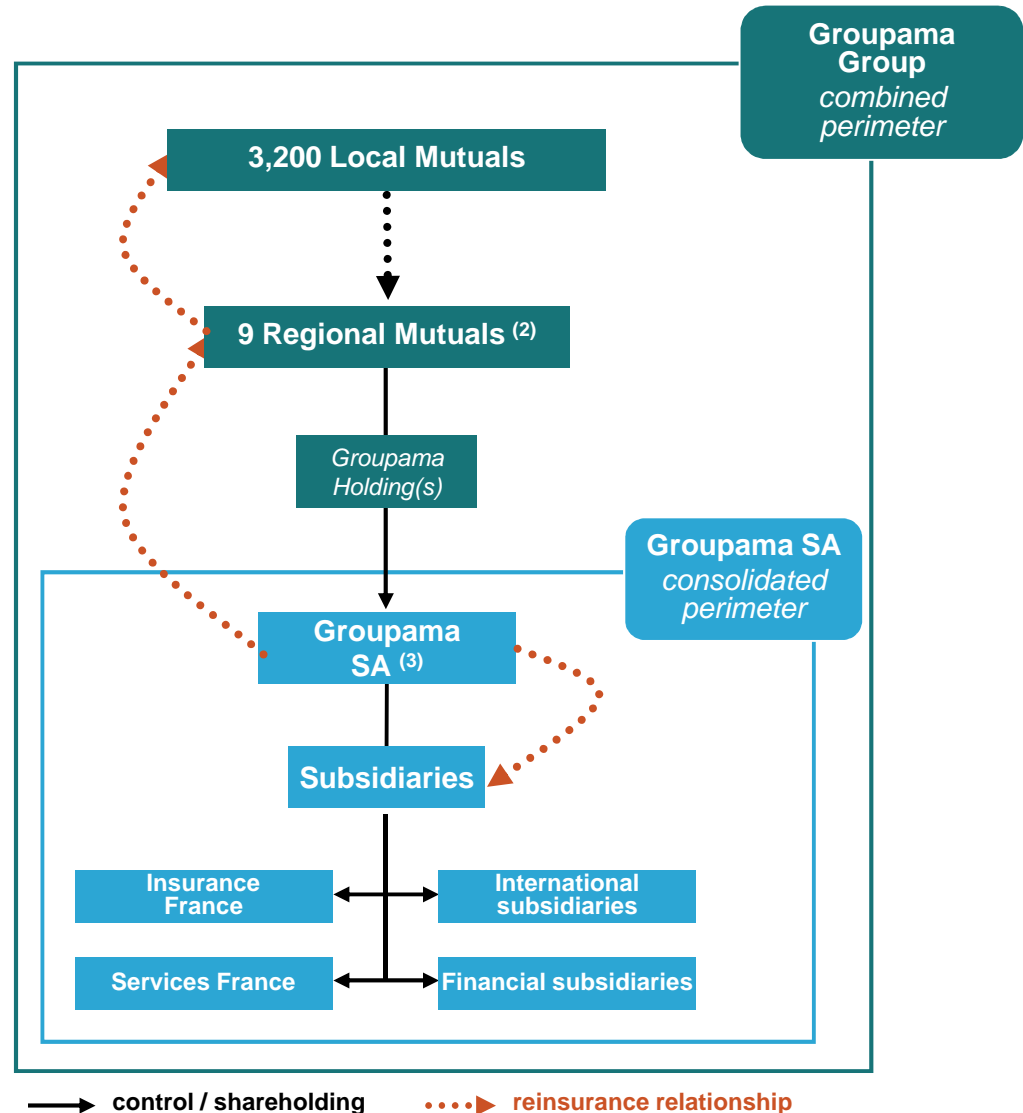 Groupama
Group
combined
perimeter
3,200 Local Mutuals
9 Regional Mutuals (2)
Groupama
Holding(s)
Groupama SA
consolidated
perimeter
Groupama
SA (3)
Subsidiaries
Insurance
France
International
subsidiaries
Services France
Financial subsidiaries
control / shareholding
reinsurance relationship